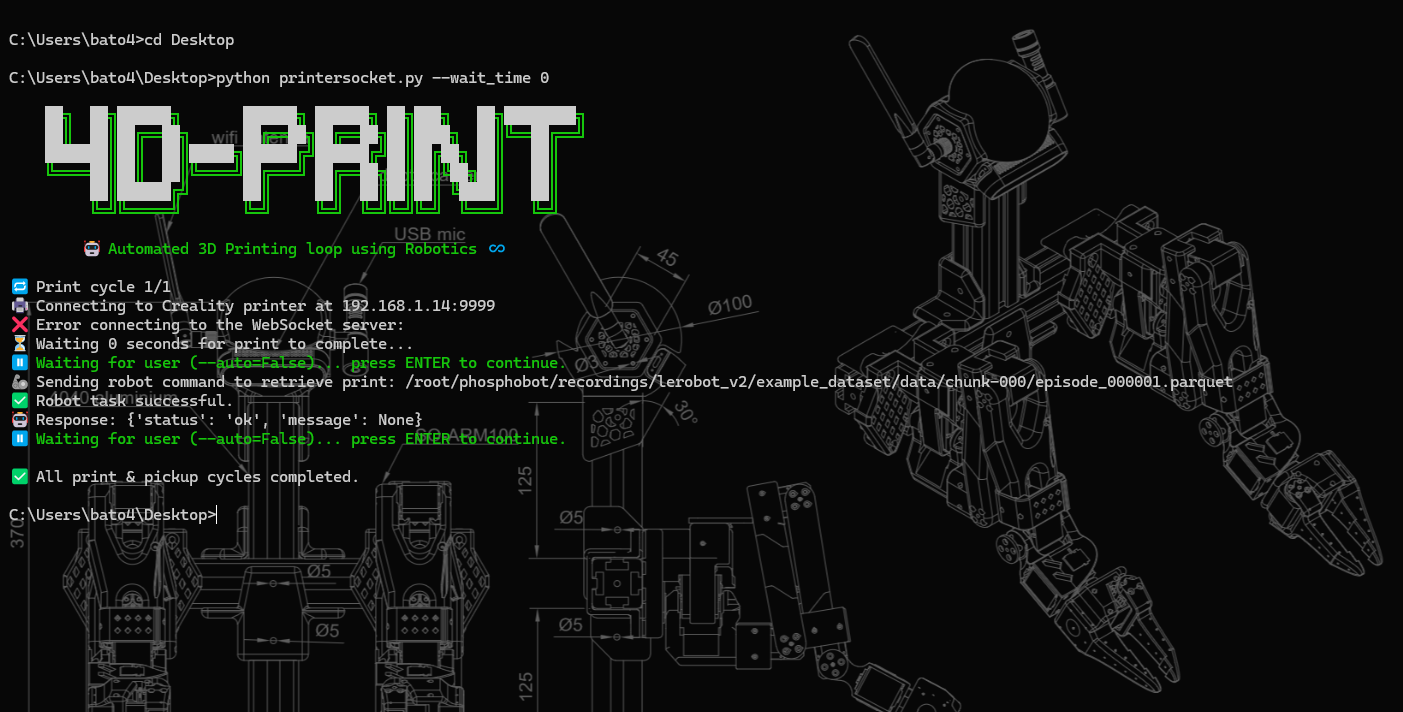 C:\Users\bato4>cd Desktop
C:\Users\bato4\Desktop>python printersocket.py --wait_time 0
4D-PRINT
wifi
USB mic
🤖 Automated 3D Printing loop using Robotics ∞
45
Ø100
🔁 Print cycle 1/1
🖨️ Connecting to Creality printer at 192.168.1.14:9999
❌ Error connecting to the WebSocket server:
⏳ Waiting 0 seconds for print to complete...
⏸️ Waiting for user (--auto=False)... press ENTER to continue.
🦾 Sending robot command to retrieve print: /root/phosphobot/recordings/lerobot_v2/example_dataset/data/chunk-000/episode_000001.parquet
4040 aluminium
✅ Robot task successful.
🤖 Response: {'status': 'ok', 'message': None}
30°
SO-ARM100
⏸️ Waiting for user (--auto=False)... press ENTER to continue.
✅ All print & pickup cycles completed.
125
C:\Users\bato4\Desktop>
370
Ø5
Ø5
Ø5
Ø5
125